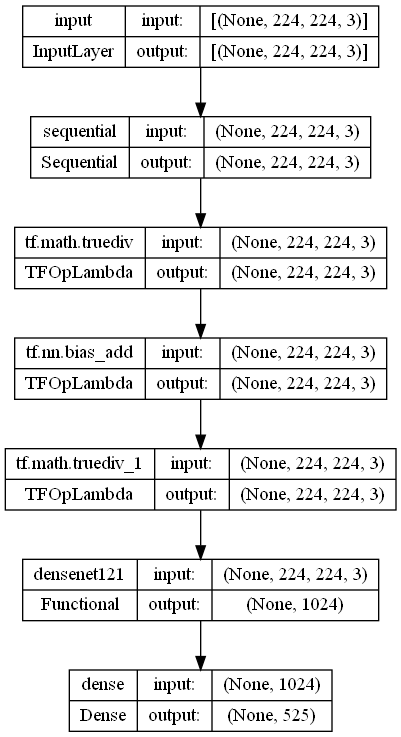 input input: [(None, 224, 224, 3)]
InputLayer output: [(None, 224, 224, 3)]
sequential input: (None, 224, 224, 3)
Sequential output: (None, 224, 224, 3)
tf.math.truediv input: (None, 224, 224, 3)
TFOpLambda output: (None, 224, 224, 3)
tf.nn.bias_add input: (None, 224, 224, 3)
TFOpLambda output: (None, 224, 224, 3)
tf.math.truediv_1 input: (None, 224, 224, 3)
TFOpLambda output: (None, 224, 224, 3)
densenet121 input: (None, 224, 224, 3)
Functional output: (None, 1024)
dense input: (None, 1024)
Dense output: (None, 525)